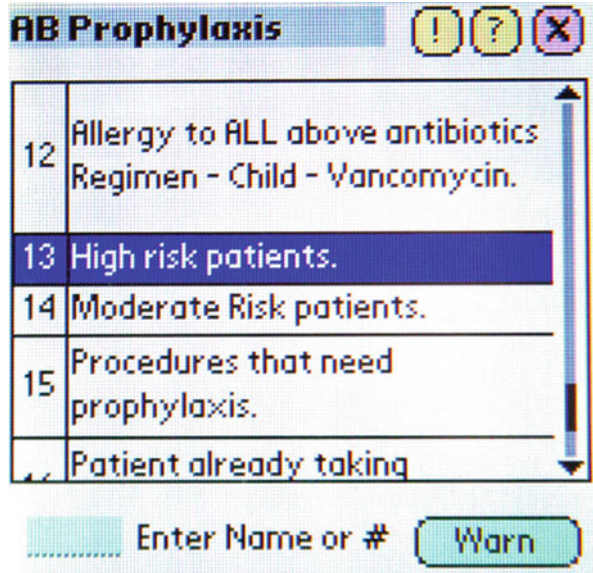 AB Prophylaxis ! ? X
12 Allergy to ALL above antibiotics
Regimen - Child - Vancomycin.
13 High risk patients.
14 Moderate Risk patients.
15 Procedures that need
prophylaxis.
Patient already taking
Enter Name or # Warn